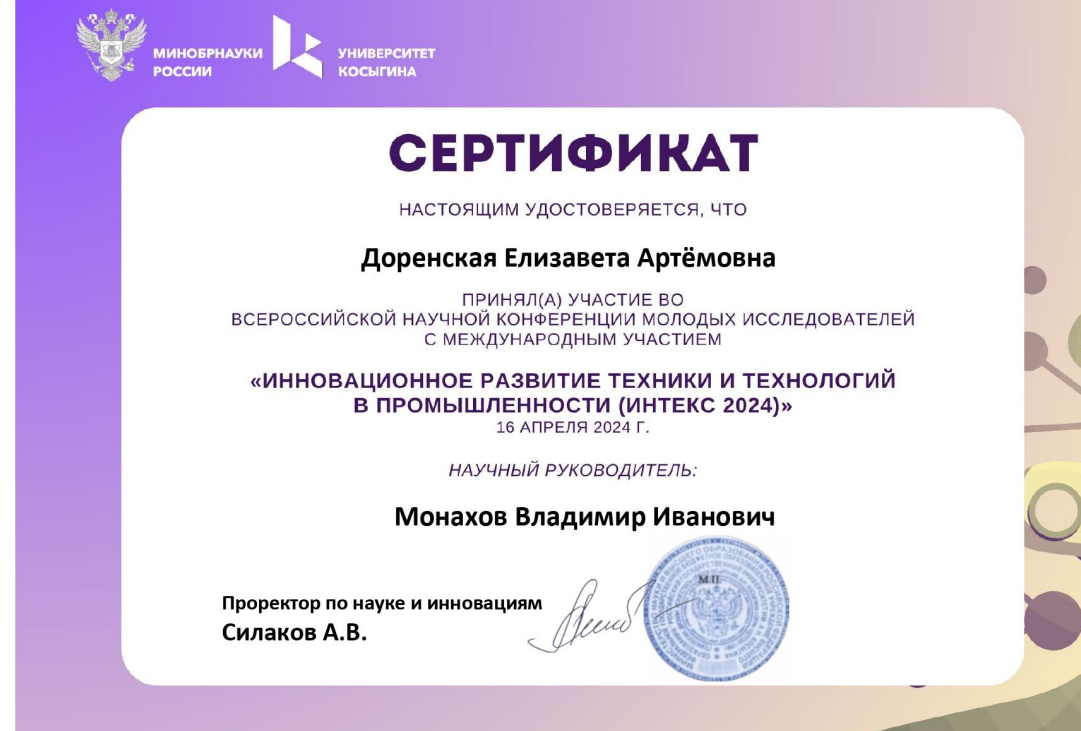 МИНОБРНАУКИ
РОССИИ
УНИВЕРСИТЕТ
КОСЫГИНА
СЕРТИФИКАТ
НАСТОЯЩИМ УДОСТОВЕРЯЕТСЯ, ЧТО
Доренская Елизавета Артёмовна
ПРИНЯЛ(А) УЧАСТИЕ ВО
ВСЕРОССИЙСКОЙ НАУЧНОЙ КОНФЕРЕНЦИИ МОЛОДЫХ ИССЛЕДОВАТЕЛЕЙ
С МЕЖДУНАРОДНЫМ УЧАСТИЕМ
«ИННОВАЦИОННОЕ РАЗВИТИЕ ТЕХНИКИ И ТЕХНОЛОГИЙ
В ПРОМЫШЛЕННОСТИ (ИНТЕКС 2024)»
16 АПРЕЛЯ 2024 Г.
НАУЧНЫЙ РУКОВОДИТЕЛЬ:
Монахов Владимир Иванович
М.П.
Проректор по науке и инновациям
Силаков А.В.